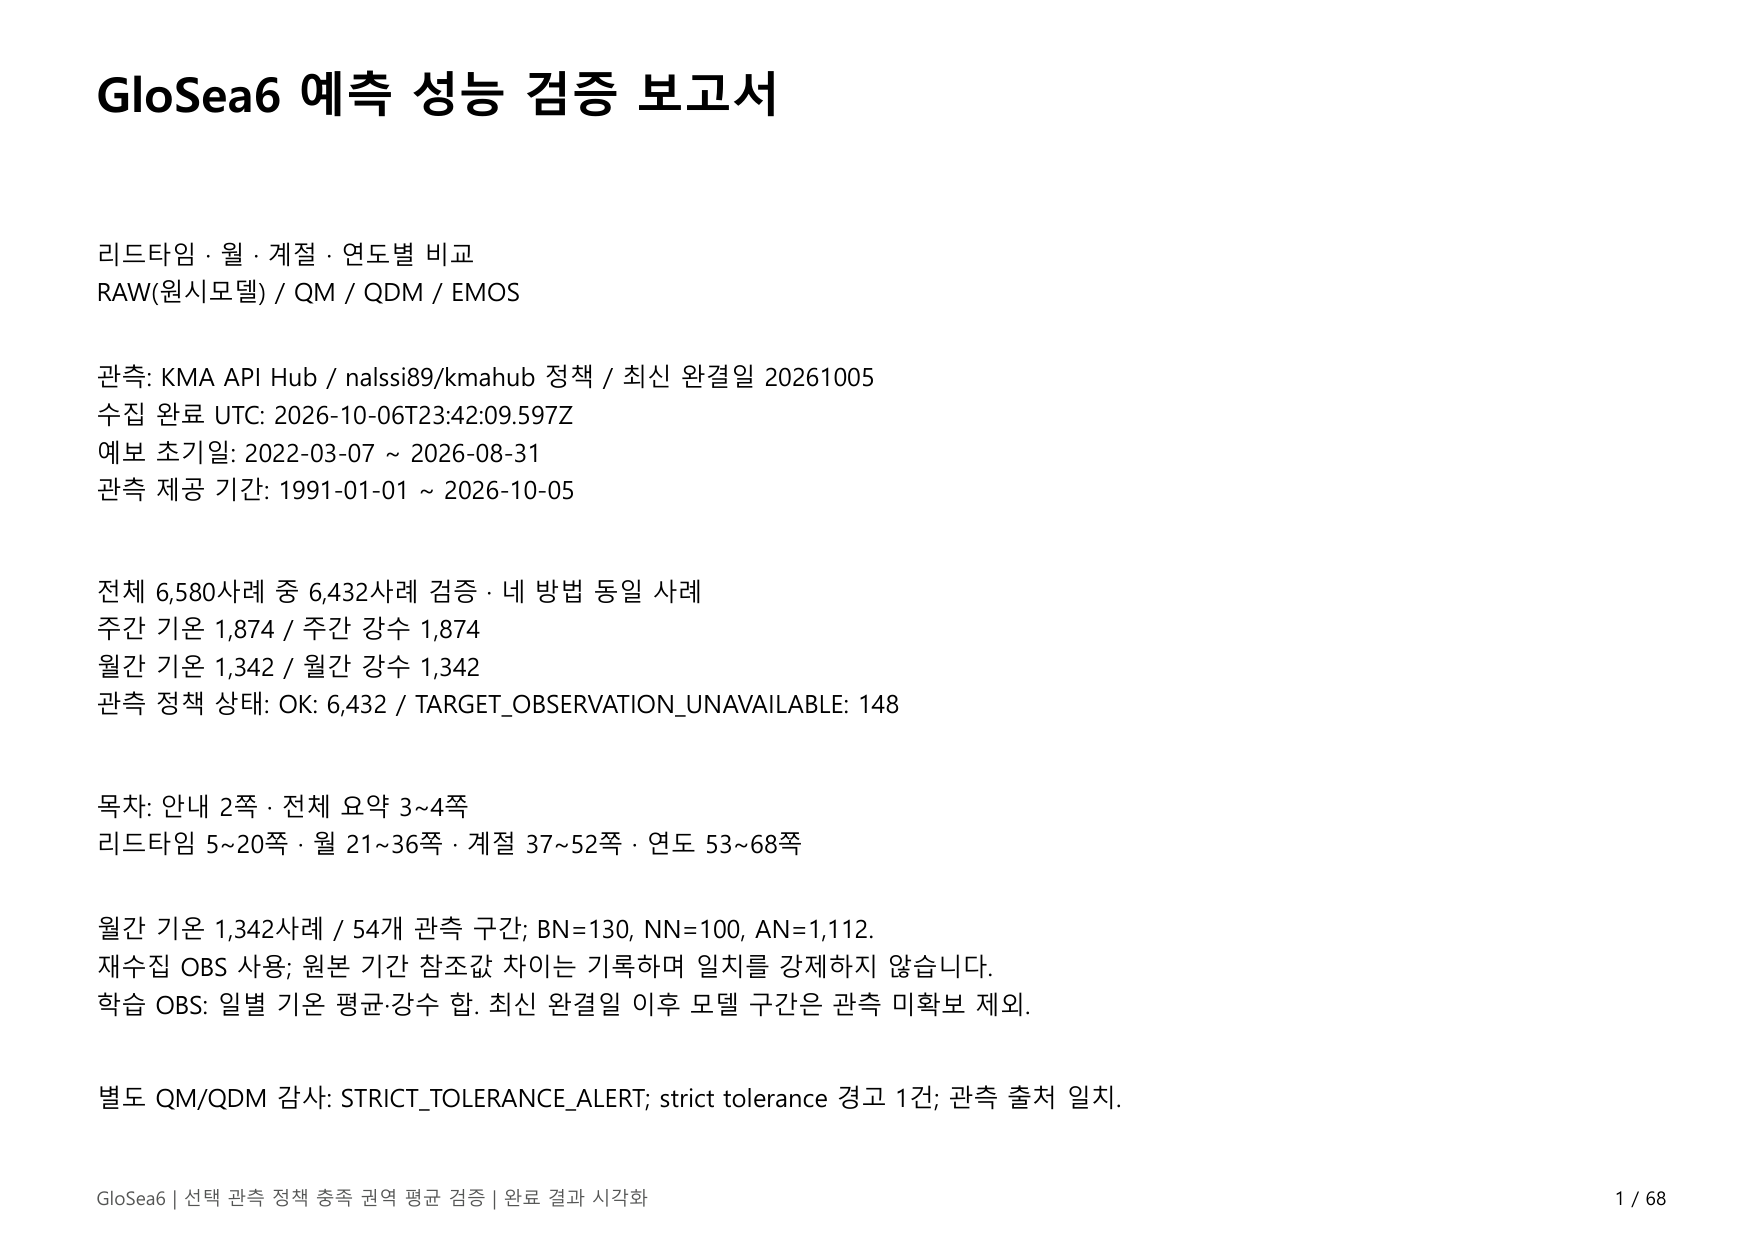 GloSea6 예측 성능 검증 보고서
리드타임 · 월 · 계절 · 연도별 비교
RAW(원시모델) / QM / QDM / EMOS
관측: KMA API Hub / nalssi89/kmahub 정책 / 최신 완결일 20261005
수집 완료 UTC: 2026-10-06T23:42:09.597Z
예보 초기일: 2022-03-07 ~ 2026-08-31
관측 제공 기간: 1991-01-01 ~ 2026-10-05
전체 6,580사례 중 6,432사례 검증 · 네 방법 동일 사례
주간 기온 1,874 / 주간 강수 1,874
월간 기온 1,342 / 월간 강수 1,342
관측 정책 상태: OK: 6,432 / TARGET_OBSERVATION_UNAVAILABLE: 148
목차: 안내 2쪽 · 전체 요약 3~4쪽
리드타임 5~20쪽 · 월 21~36쪽 · 계절 37~52쪽 · 연도 53~68쪽
월간 기온 1,342사례 / 54개 관측 구간; BN=130, NN=100, AN=1,112.
재수집 OBS 사용; 원본 기간 참조값 차이는 기록하며 일치를 강제하지 않습니다.
학습 OBS: 일별 기온 평균·강수 합. 최신 완결일 이후 모델 구간은 관측 미확보 제외.
별도 QM/QDM 감사: STRICT_TOLERANCE_ALERT; strict tolerance 경고 1건; 관측 출처 일치.
GloSea6 | 선택 관측 정책 충족 권역 평균 검증 | 완료 결과 시각화
1 / 68